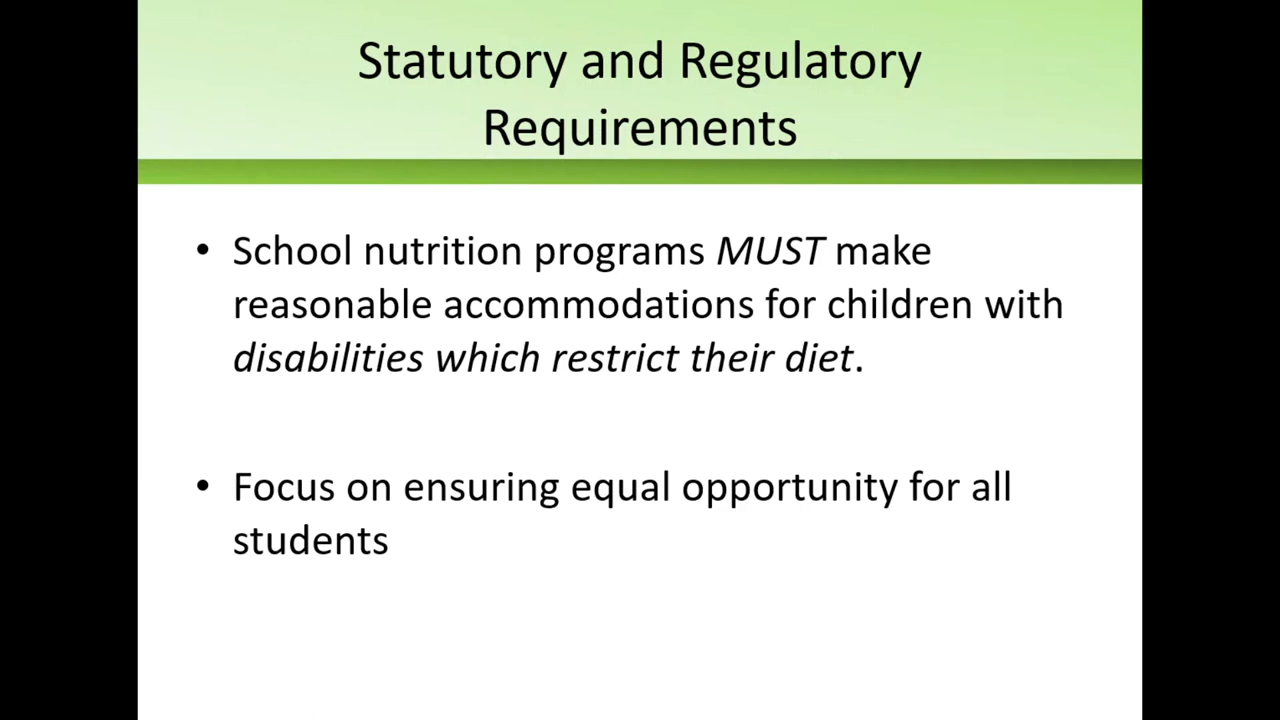 Statutory and Regulatory
Requirements
• School nutrition programs MUST make
reasonable accommodations for children with
disabilities which restrict their diet.
• Focus on ensuring equal opportunity for all
students